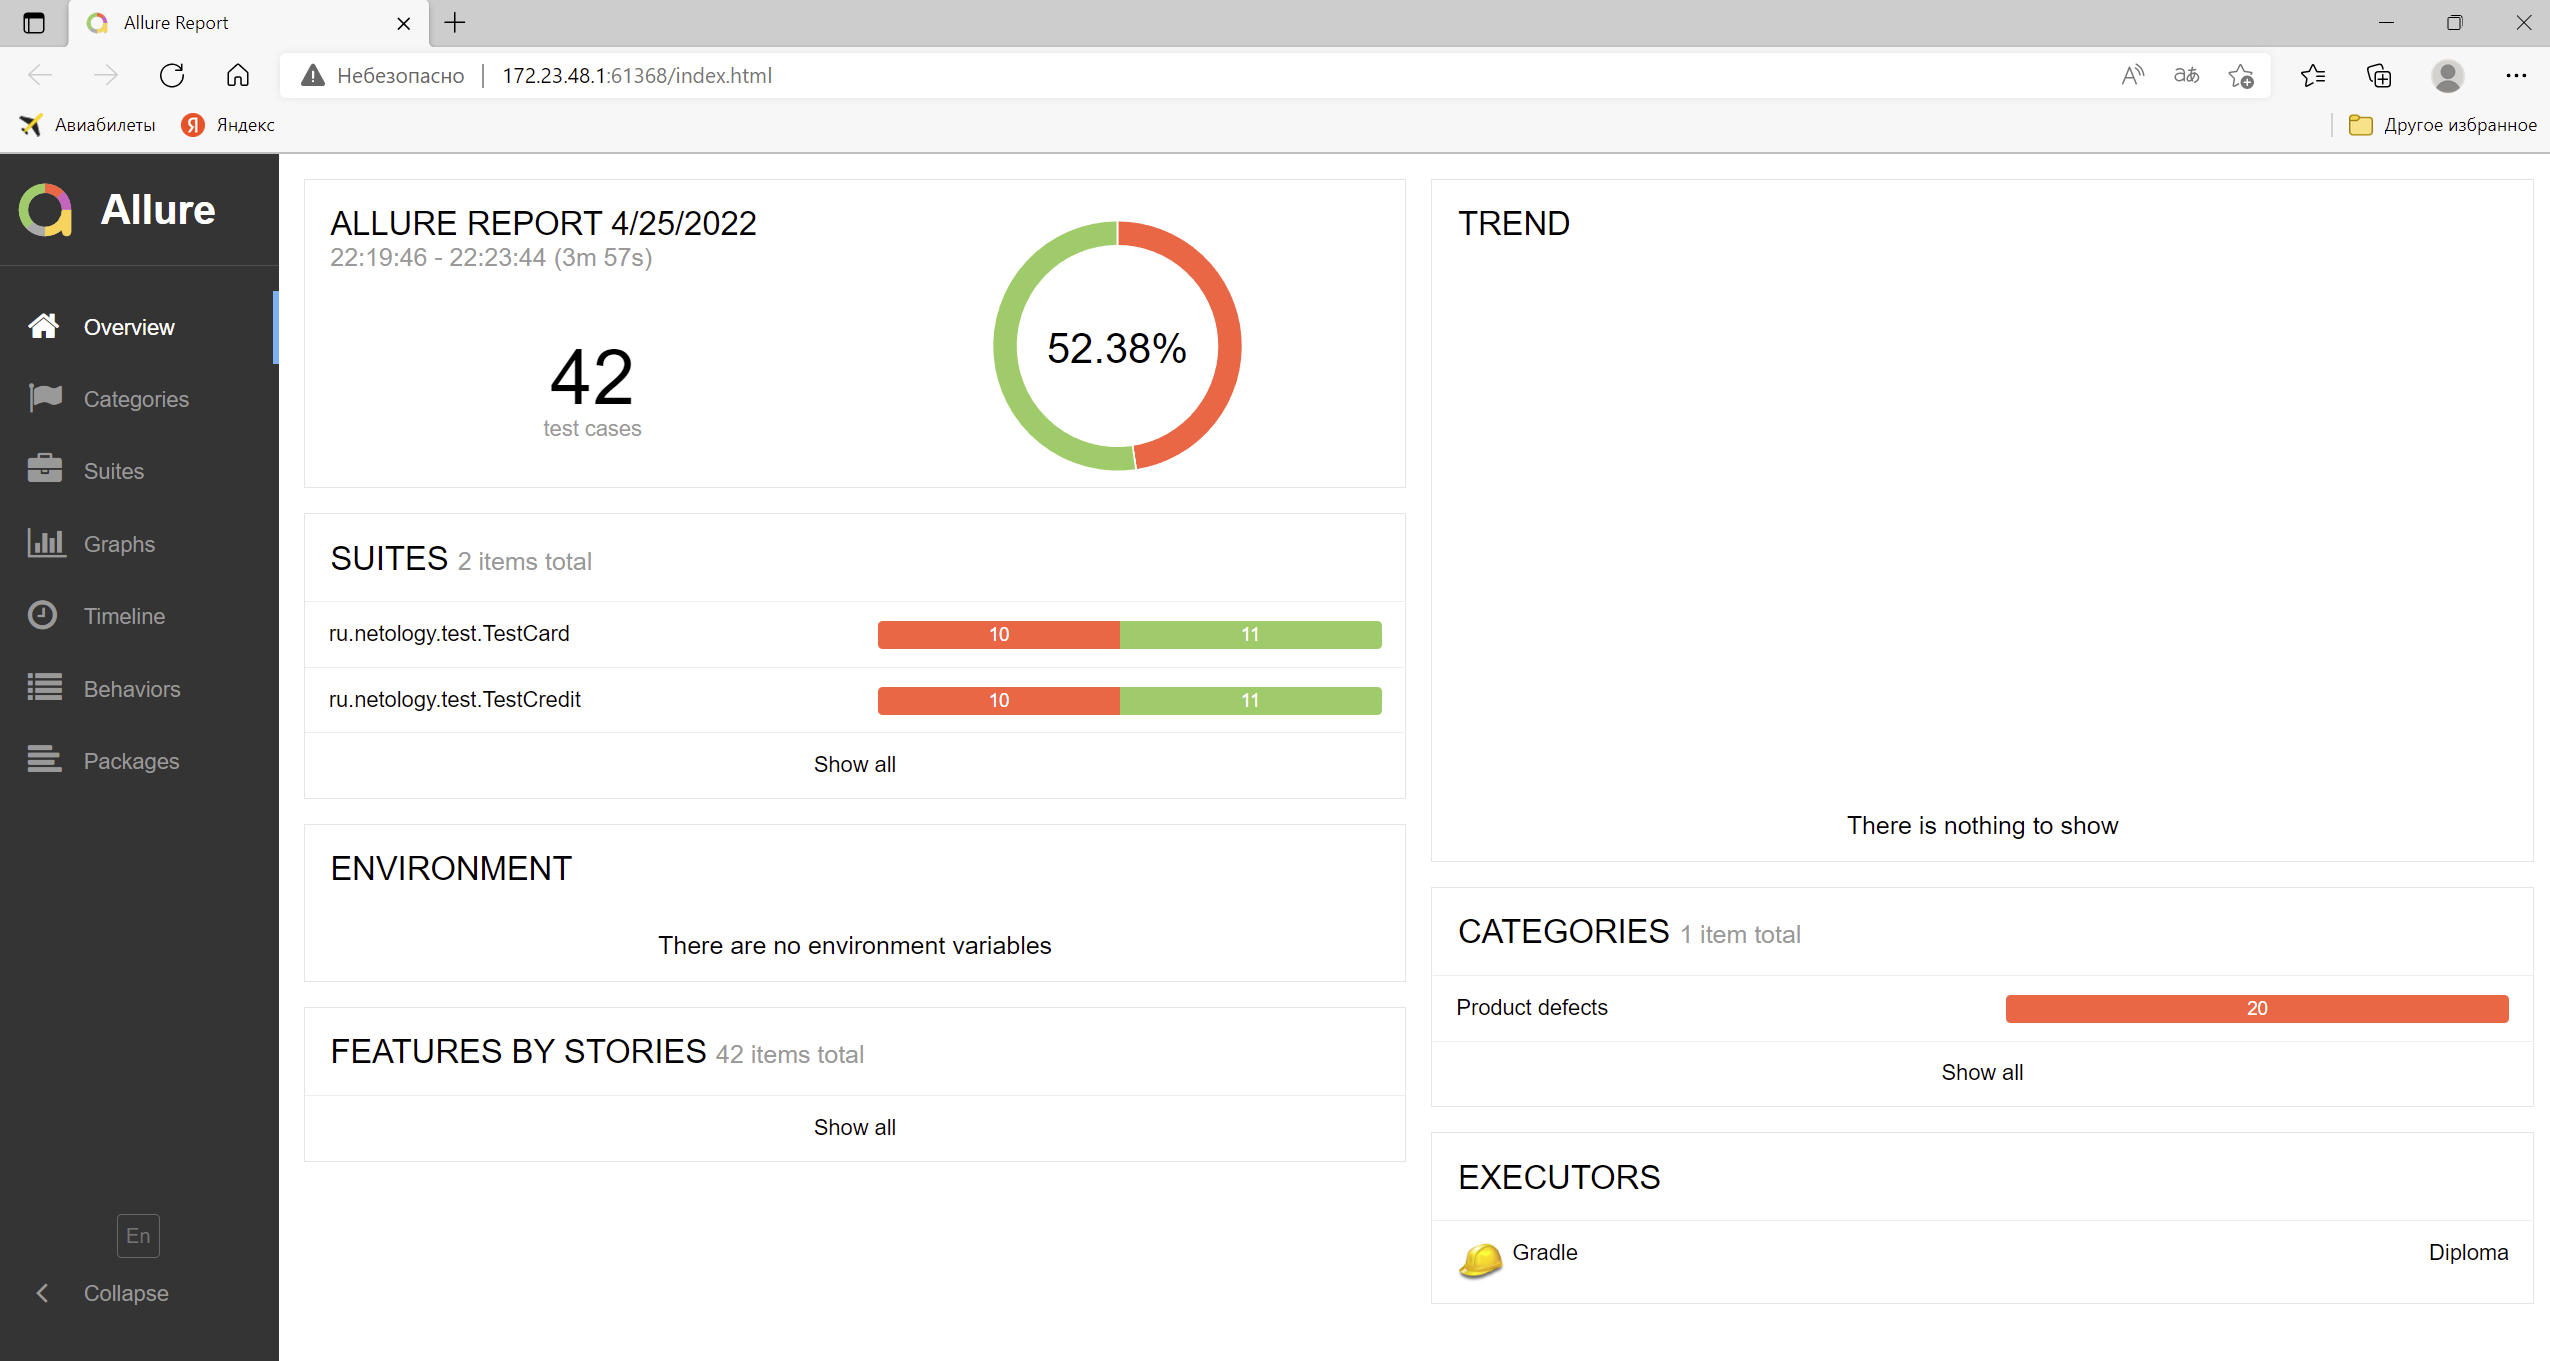 Allure Report
Небезопасно
172.23.48.1:61368/index.html
Авиабилеты
Яндекс
Другое избранное
Allure
Overview
Categories
Suites
Graphs
Timeline
Behaviors
Packages
En
Collapse
ALLURE REPORT 4/25/2022
22:19:46 - 22:23:44 (3m 57s)
42
test cases
52.38%
SUITES 2 items total
ru.netology.test.TestCard 10 11
ru.netology.test.TestCredit 10 11
Show all
ENVIRONMENT
There are no environment variables
FEATURES BY STORIES 42 items total
Show all
TREND
There is nothing to show
CATEGORIES 1 item total
Product defects 20
Show all
EXECUTORS
Gradle Diploma